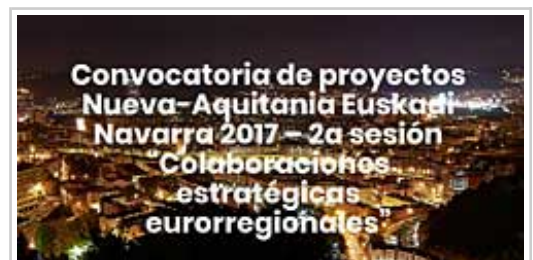 Convocatoria de proyectos
Nueva-Aquitania Euskadi
Navarra 2017 – 2a sesión
“Colaboraciones
estratégicas
eurorregionales”